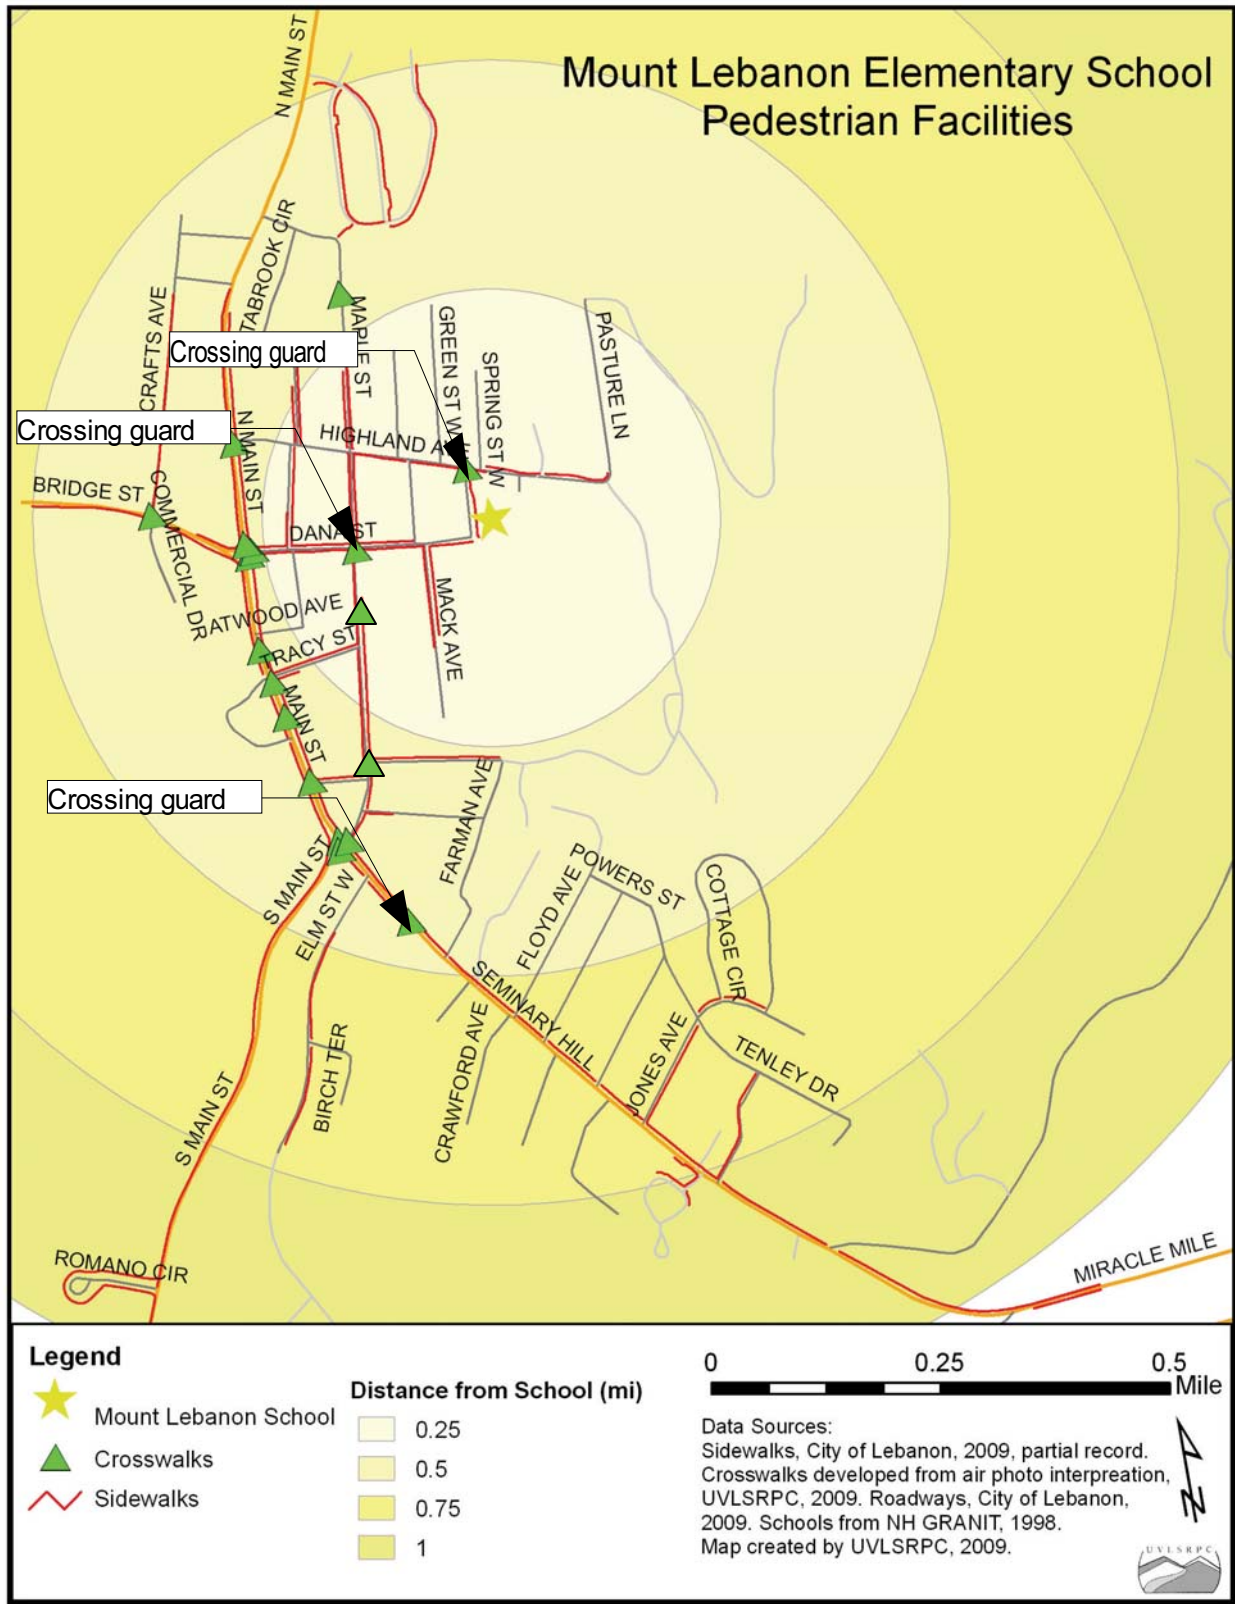 Mount Lebanon Elementary School
Pedestrian Facilities
N MAIN ST
TABROOK CIR
CRAFTS AVE
MAPLE ST
GREEN ST W
SPRING ST W
PASTURE LN
Crossing guard
Crossing guard
N MAIN ST
HIGHLAND A
BRIDGE ST
COMMERCIAL DR
DANA ST
MACK AVE
ATWOOD AVE
TRACY ST
MAIN ST
Crossing guard
FARMAN AVE
S MAIN ST
ELM ST W
FLOYD AVE
POWERS ST
COTTAGE CIR
SEMINARY HILL
CRAWFORD AVE
JONES AVE
TENLEY DR
BIRCH TER
S MAIN ST
ROMANO CIR
MIRACLE MILE
Legend
Mount Lebanon School
Crosswalks
Sidewalks
Distance from School (mi)
0.25
0.5
0.75
1
0 0.25 0.5
Mile
Data Sources:
Sidewalks, City of Lebanon, 2009, partial record.
Crosswalks developed from air photo interpreation,
UVLSRPC, 2009. Roadways, City of Lebanon,
2009. Schools from NH GRANIT, 1998.
Map created by UVLSRPC, 2009.
N
UVLSRPC